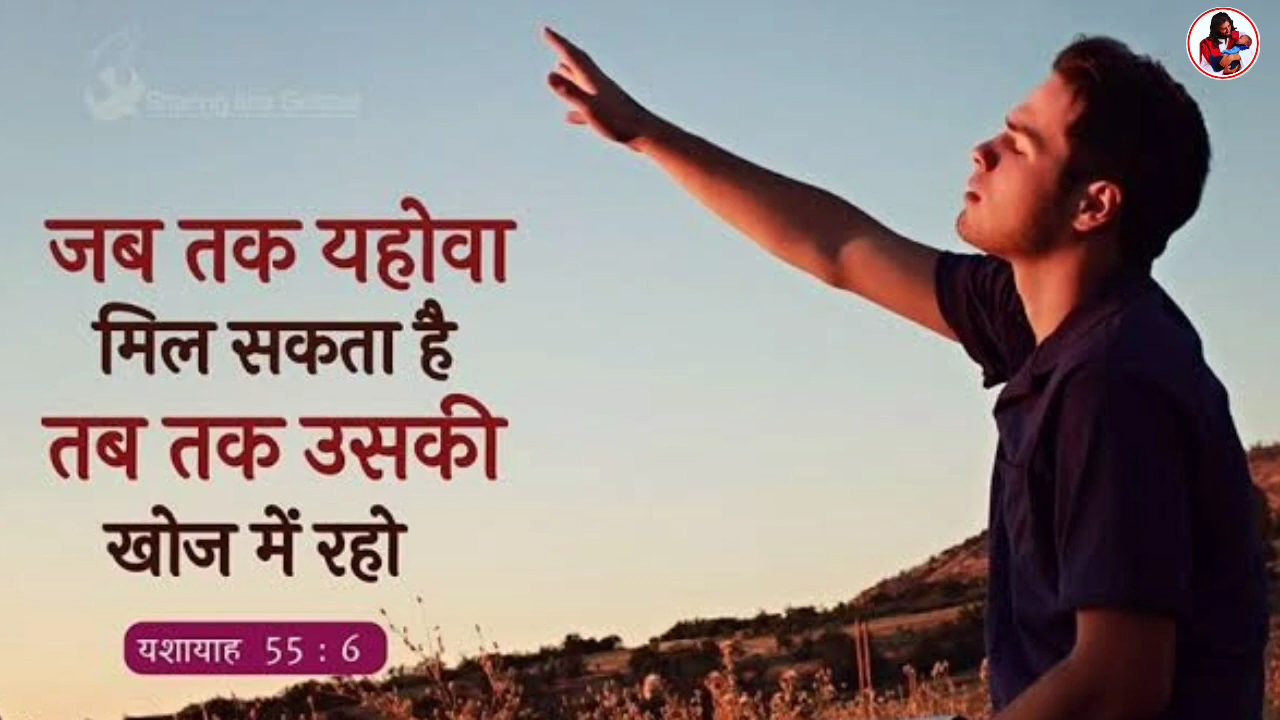 जब तक यहोवा
मिल सकता है
तब तक उसकी
खोज में रहो
यशायाह 55 : 6